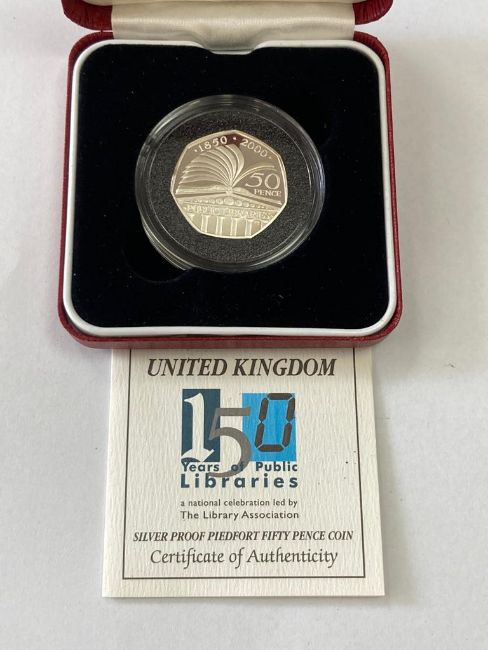 · 1850 · 2000 ·
50
PENCE
PUBLIC LIBRARIES
UNITED KINGDOM
150
Years of Public
Libraries
a national celebration led by
The Library Association
SILVER PROOF PIEDFORT FIFTY PENCE COIN
Certificate of Authenticity